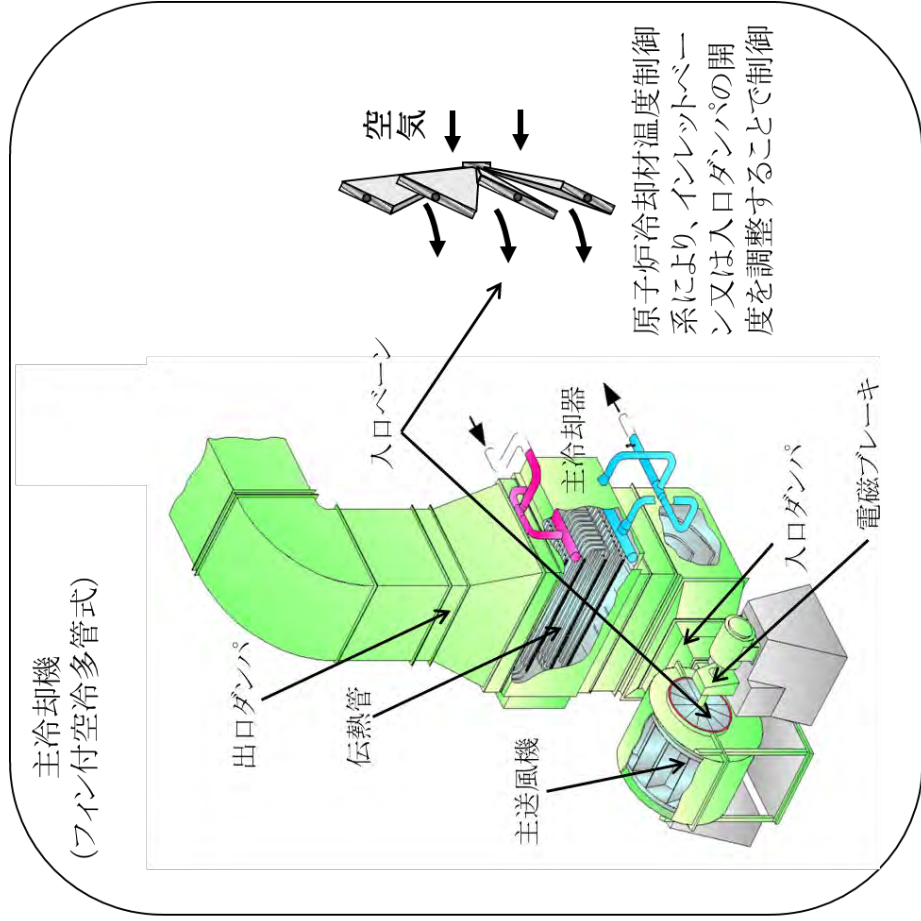 主冷却機
(フィン付空冷多管式)
出口ダンパ
伝熱管
主送風機
入口ベーン
主冷却器
入口ダンパ
電磁ブレーキ
空気
原子炉冷却材温度制御
系により、インレットベー
ン又は入口ダンパの開
度を調整することで制御